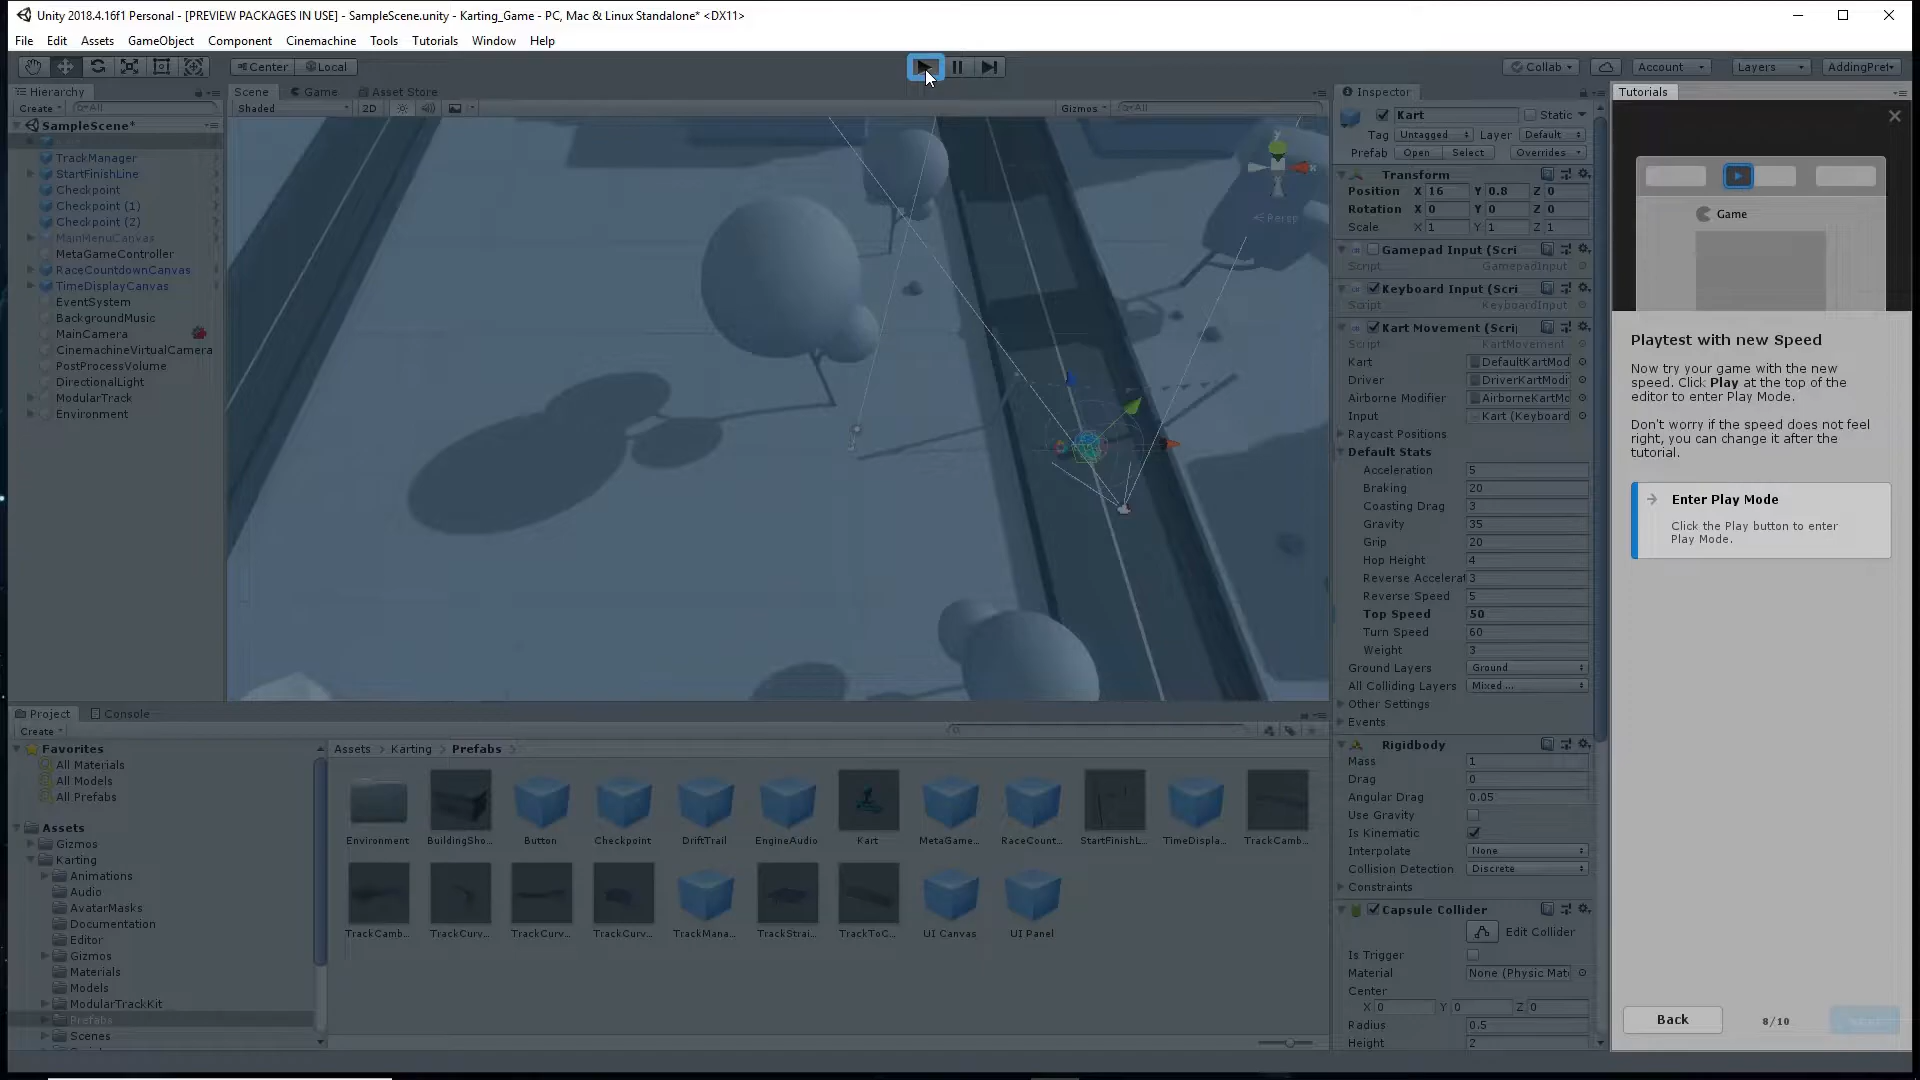 Unity 2018.4.16f1 Personal - [PREVIEW PACKAGES IN USE] - SampleScene.unity - Karting_Game - PC, Mac & Linux Standalone* <DX11>
File Edit Assets GameObject Component Cinemachine Tools Tutorials Window Help
Center Local
Collab Account Layers AddingPref
Hierarchy
Create All
SampleScene*
TrackManager
StartFinishLine
Checkpoint
Checkpoint (1)
Checkpoint (2)
MainMenuCanvas
MetaGameController
RaceCountdownCanvas
TimeDisplayCanvas
EventSystem
BackgroundMusic
MainCamera
CinemachineVirtualCamera
PostProcessVolume
DirectionalLight
ModularTrack
Environment
Scene Game Asset Store
Shaded 2D Gizmos All
y
x
Persp
Inspector
Kart Static
Tag Untagged Layer Default
Prefab Open Select Overrides
Transform
Position X 16 Y 0.8 Z 0
Rotation X 0 Y 0 Z 0
Scale X 1 Y 1 Z 1
Gamepad Input (Scri
Script GamepadInput
Keyboard Input (Scri
Script KeyboardInput
Kart Movement (Scri
Script KartMovement
Kart DefaultKartMod
Driver DriverKartModi
Airborne Modifier AirborneKartMo
Input Kart (Keyboard
Raycast Positions
Default Stats
Acceleration 5
Braking 20
Coasting Drag 3
Gravity 35
Grip 20
Hop Height 4
Reverse Accelerat 3
Reverse Speed 5
Top Speed 50
Turn Speed 60
Weight 3
Ground Layers Ground
All Colliding Layers Mixed ...
Other Settings
Events
Rigidbody
Mass 1
Drag 0
Angular Drag 0.05
Use Gravity
Is Kinematic
Interpolate None
Collision Detection Discrete
Constraints
Capsule Collider
Edit Collider
Is Trigger
Material None (Physic Mat
Center
X 0 Y 0 Z 0
Radius 0.5
Height 2
Tutorials
Game
Playtest with new Speed
Now try your game with the new
speed. Click Play at the top of the
editor to enter Play Mode.
Don't worry if the speed does not feel
right, you can change it after the
tutorial.
Enter Play Mode
Click the Play button to enter
Play Mode.
Back 8/10
Project Console
Create
Favorites
All Materials
All Models
All Prefabs
Assets
Gizmos
Karting
Animations
Audio
AvatarMasks
Documentation
Editor
Gizmos
Materials
Models
ModularTrackKit
Prefabs
Scenes
Assets > Karting > Prefabs
Environment BuildingSho... Button Checkpoint DriftTrail EngineAudio Kart MetaGame... RaceCount... StartFinishL... TimeDispla... TrackCamb...
TrackCamb... TrackCurv... TrackCurv... TrackCurv... TrackMana... TrackStrai... TrackToC... UI Canvas UI Panel